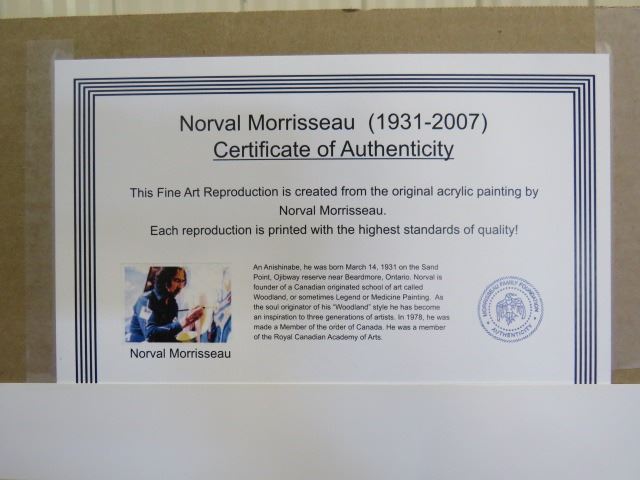 Norval Morrisseau (1931-2007)
Certificate of Authenticity
This Fine Art Reproduction is created from the original acrylic painting by
Norval Morrisseau.
Each reproduction is printed with the highest standards of quality!
An Anishinabe, he was born March 14, 1931 on the Sand
Point, Ojibway reserve near Beardmore, Ontario. Norval is
founder of a Canadian originated school of art called
Woodland, or sometimes Legend or Medicine Painting. As
the soul originator of his "Woodland" style he has become
an inspiration to three generations of artists. In 1978, he was
made a Member of the order of Canada. He was a member
of the Royal Canadian Academy of Arts.
Norval Morrisseau
MORRISSEAU FAMILY FOUNDATION
AUTHENTICITY